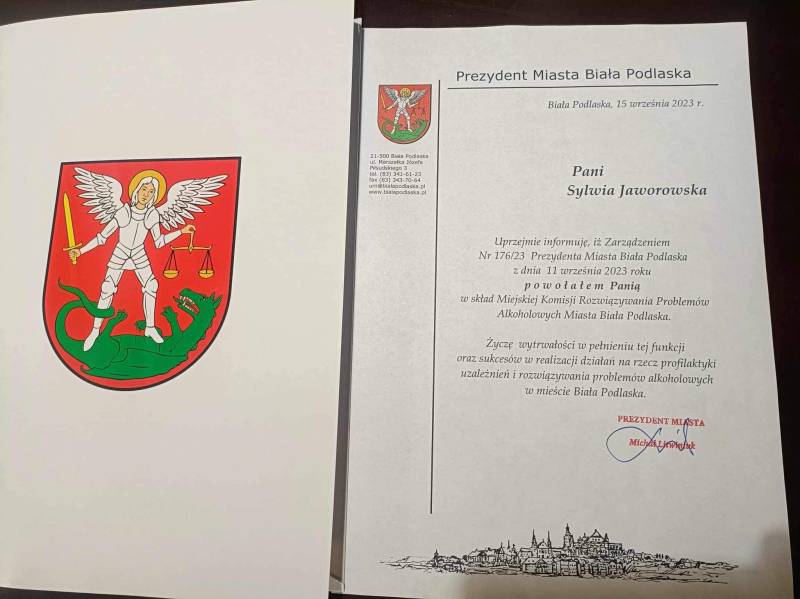 Prezydent Miasta Biała Podlaska
Biała Podlaska, 15 września 2023 r.
21-500 Biała Podlaska
ul. Marszałka Józefa
Piłsudskiego 3
tel. (83) 341-61-23
fax (83) 343-70-64
um@bialapodlaska.pl
www.bialapodlaska.pl
Pani
Sylwia Jaworowska
Uprzejmie informuję, iż Zarządzeniem
Nr 176/23 Prezydenta Miasta Biała Podlaska
z dnia 11 września 2023 roku
p o w o ł a ł e m Panią
w skład Miejskiej Komisji Rozwiązywania Problemów
Alkoholowych Miasta Biała Podlaska.
Życzę wytrwałości w pełnieniu tej funkcji
oraz sukcesów w realizacji działań na rzecz profilaktyki
uzależnień i rozwiązywania problemów alkoholowych
w mieście Biała Podlaska.
PREZYDENT MIASTA
Michał Litwiniuk